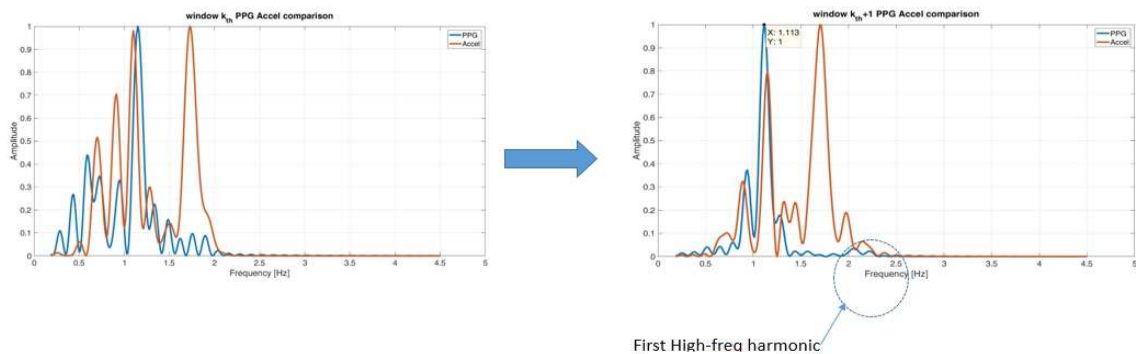 window k_th PPG Accel comparison
PPG
Accel
1
0.9
0.8
0.7
0.6
0.5
0.4
0.3
0.2
0.1
0
Amplitude
0 0.5 1 1.5 2 2.5 3 3.5 4 4.5 5
Frequency [Hz]
window k_th+1 PPG Accel comparison
X: 1.113
Y: 1
PPG
Accel
1
0.9
0.8
0.7
0.6
0.5
0.4
0.3
0.2
0.1
0
Amplitude
0 0.5 1 1.5 2 2.5 3 3.5 4 4.5 5
Frequency [Hz]
First High-freq harmonic